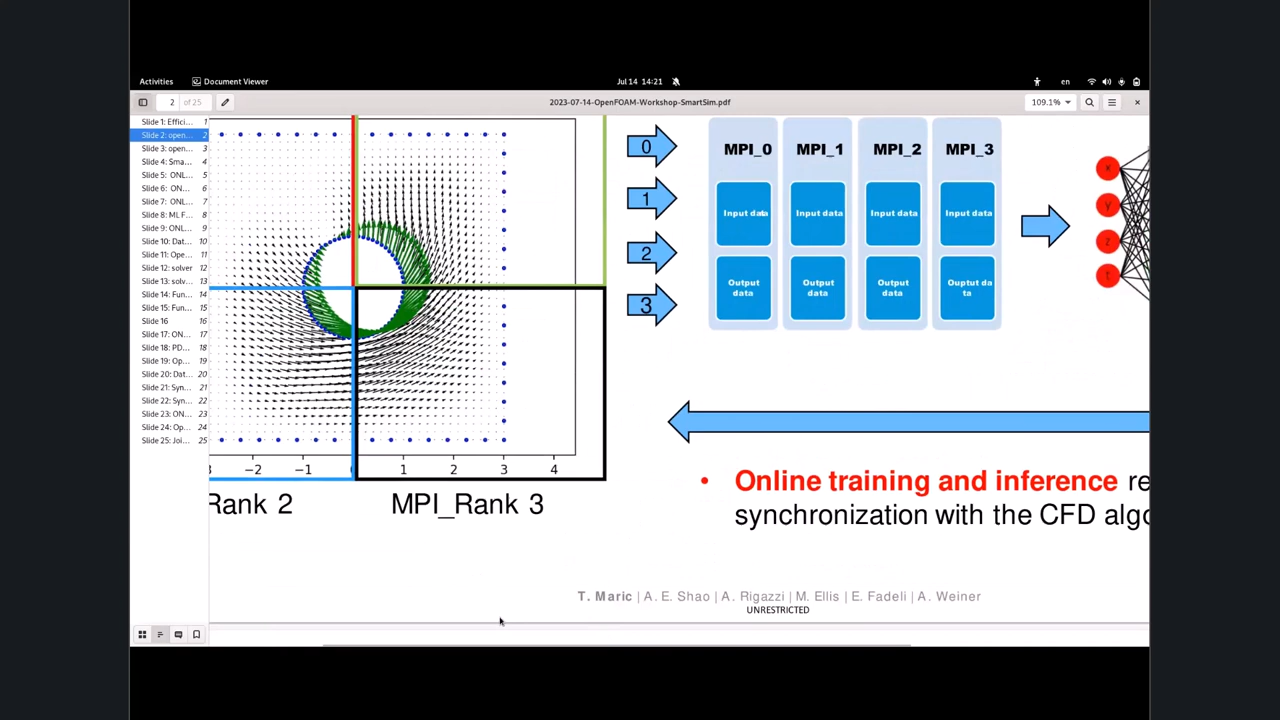 Activities
Document Viewer
Jul 14 14:21
en
2
of 25
2023-07-14-OpenFOAM-Workshop-SmartSim.pdf
109.1%
Slide 1: Effici... 1
Slide 2: open... 2
Slide 3: open... 3
Slide 4: Sma... 4
Slide 5: ONL... 5
Slide 6: ON... 6
Slide 7: ONL... 7
Slide 8: ML F... 8
Slide 9: ONL... 9
Slide 10: Dat... 10
Slide 11: Ope... 11
Slide 12: solver 12
Slide 13: solv... 13
Slide 14: Fun... 14
Slide 15: Fun... 15
Slide 16 16
Slide 17: ON... 17
Slide 18: PD... 18
Slide 19: Op... 19
Slide 20: Dat... 20
Slide 21: Syn... 21
Slide 22: Syn... 22
Slide 23: ON... 23
Slide 24: Op... 24
Slide 25: Joi... 25
−2 −1 1 2 3 4
Rank 2
MPI_Rank 3
0
1
2
3
MPI_0 MPI_1 MPI_2 MPI_3
Input data Input data Input data Input data
Output data Output data Output data Ouptut da ta
X
Y
Z
t
• Online training and inference re
synchronization with the CFD algo
T. Maric | A. E. Shao | A. Rigazzi | M. Ellis | E. Fadeli | A. Weiner
UNRESTRICTED